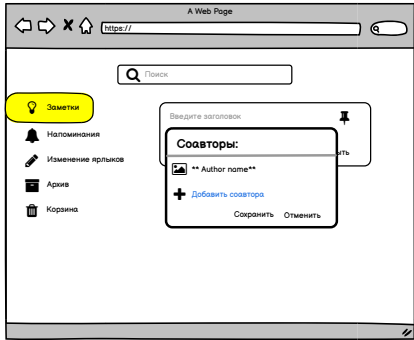 A Web Page
https://
Поиск
Заметки
Напоминания
Изменение ярлыков
Архив
Корзина
Введите заголовок
ыть
Соавторы:
** Author name**
Добавить соавтора
Сохранить Отменить